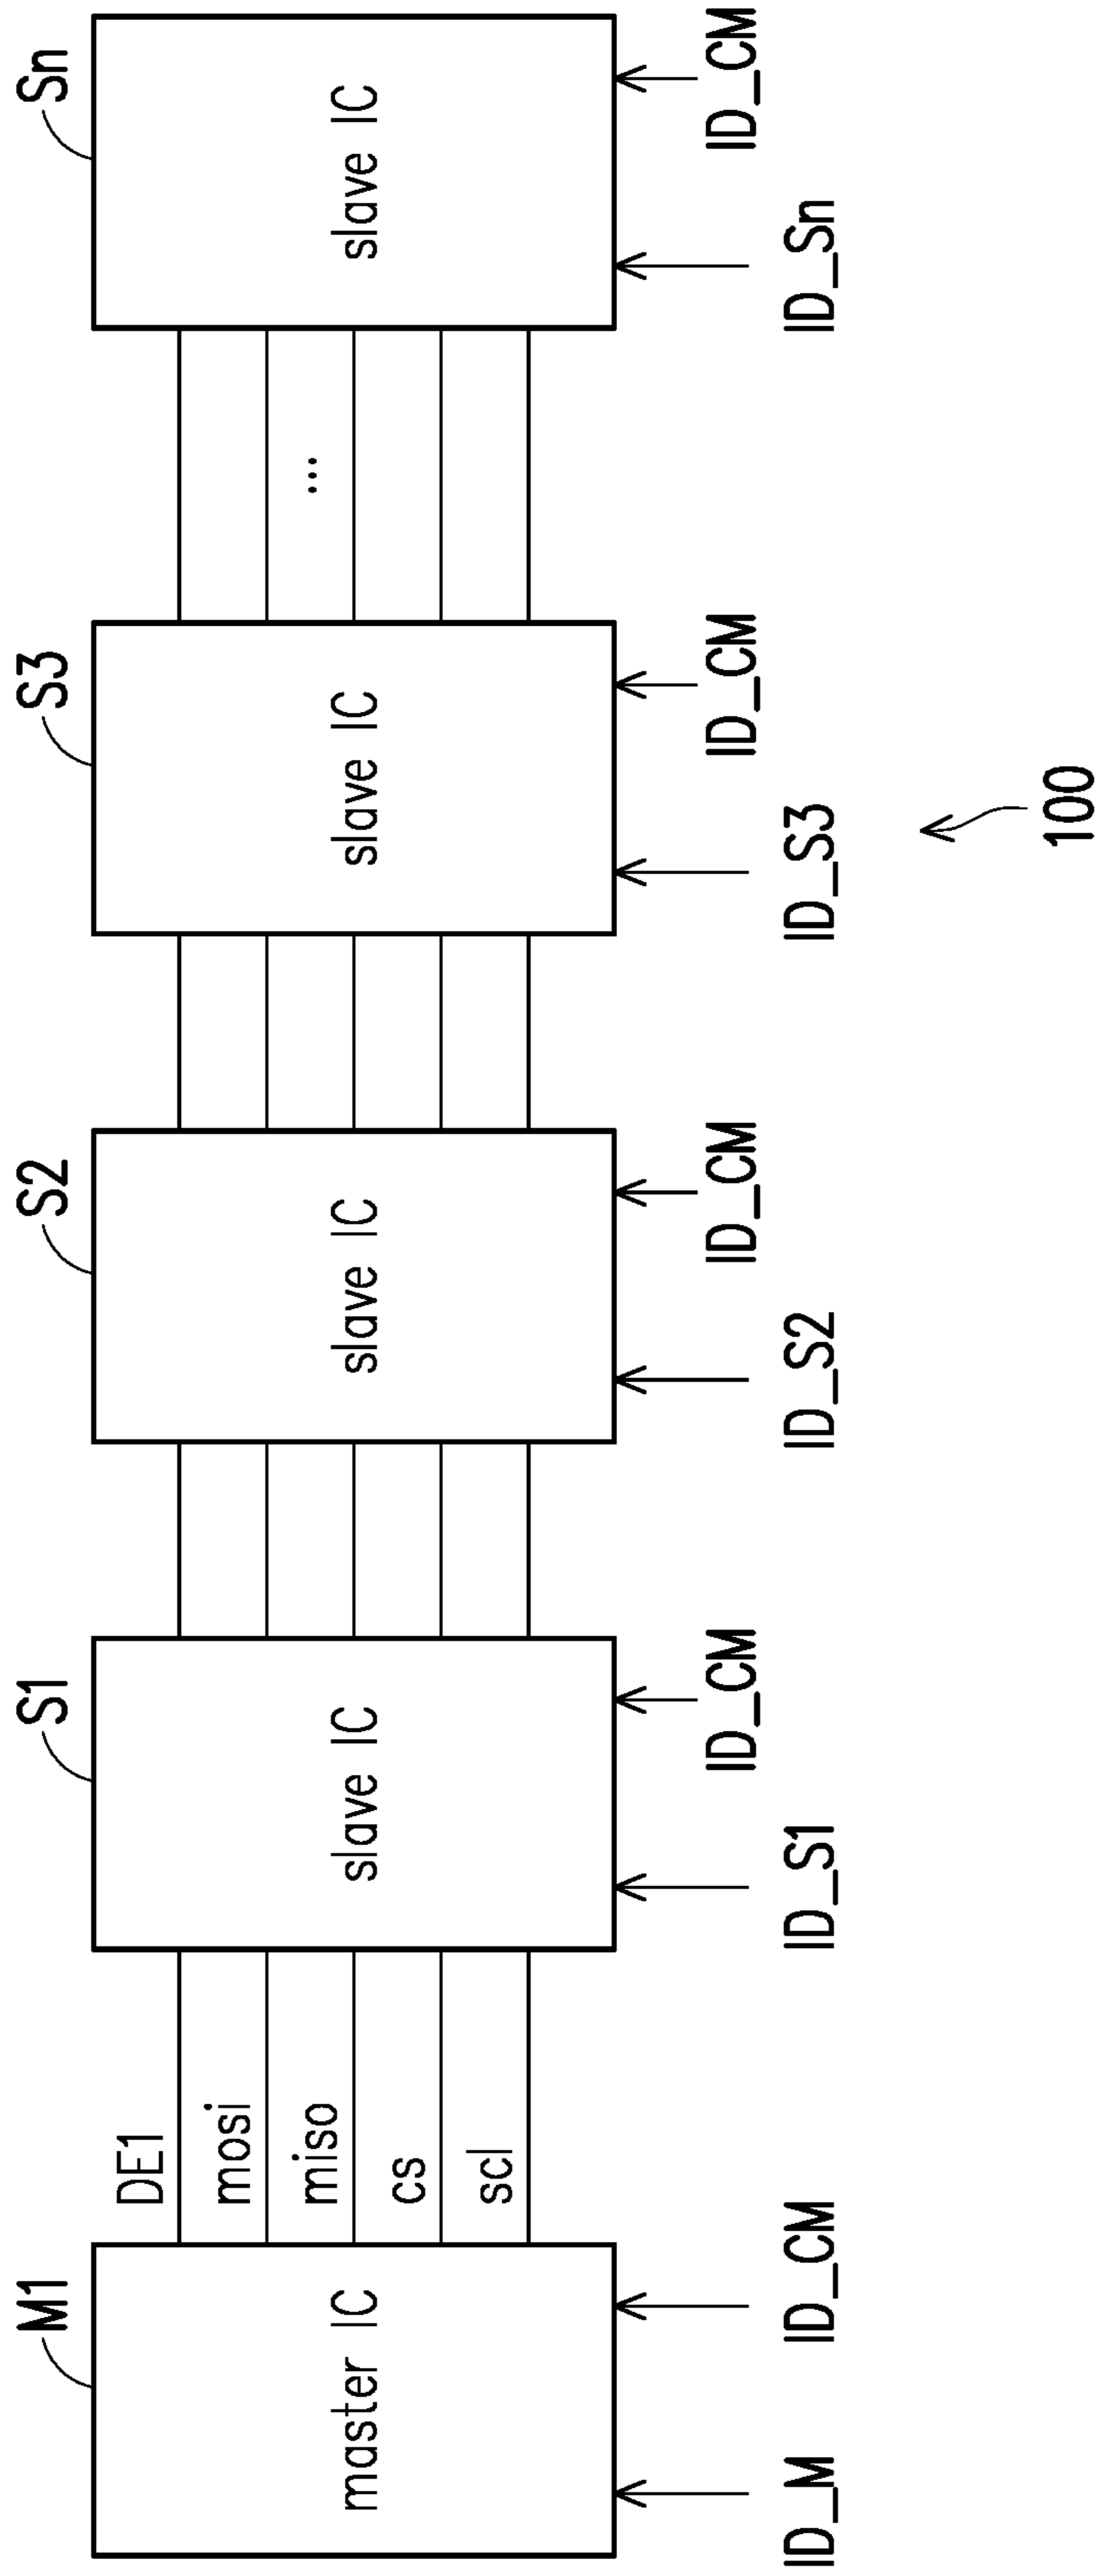 M1
S1
S2
S3
Sn
master IC
slave IC
slave IC
slave IC
slave IC
DE1
mosi
miso
cs
scl
...
ID_M
ID_CM
ID_S1
ID_CM
ID_S2
ID_CM
ID_S3
ID_CM
ID_Sn
ID_CM
100